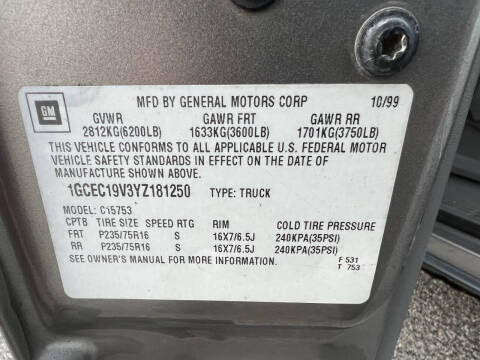 GM
MFD BY GENERAL MOTORS CORP 10/99
GVWR GAWR FRT GAWR RR
2812KG(6200LB) 1633KG(3600LB) 1701KG(3750LB)
THIS VEHICLE CONFORMS TO ALL APPLICABLE U.S. FEDERAL MOTOR
VEHICLE SAFETY STANDARDS IN EFFECT ON THE DATE OF
MANUFACTURE SHOWN ABOVE.
1GCEC19V3YZ181250 TYPE: TRUCK
MODEL: C15753
CPTB TIRE SIZE SPEED RTG RIM COLD TIRE PRESSURE
FRT P235/75R16 S 16X7/6.5J 240KPA(35PSI)
RR P235/75R16 S 16X7/6.5J 240KPA(35PSI)
SEE OWNER'S MANUAL FOR MORE INFORMATION.
F 531
T 753